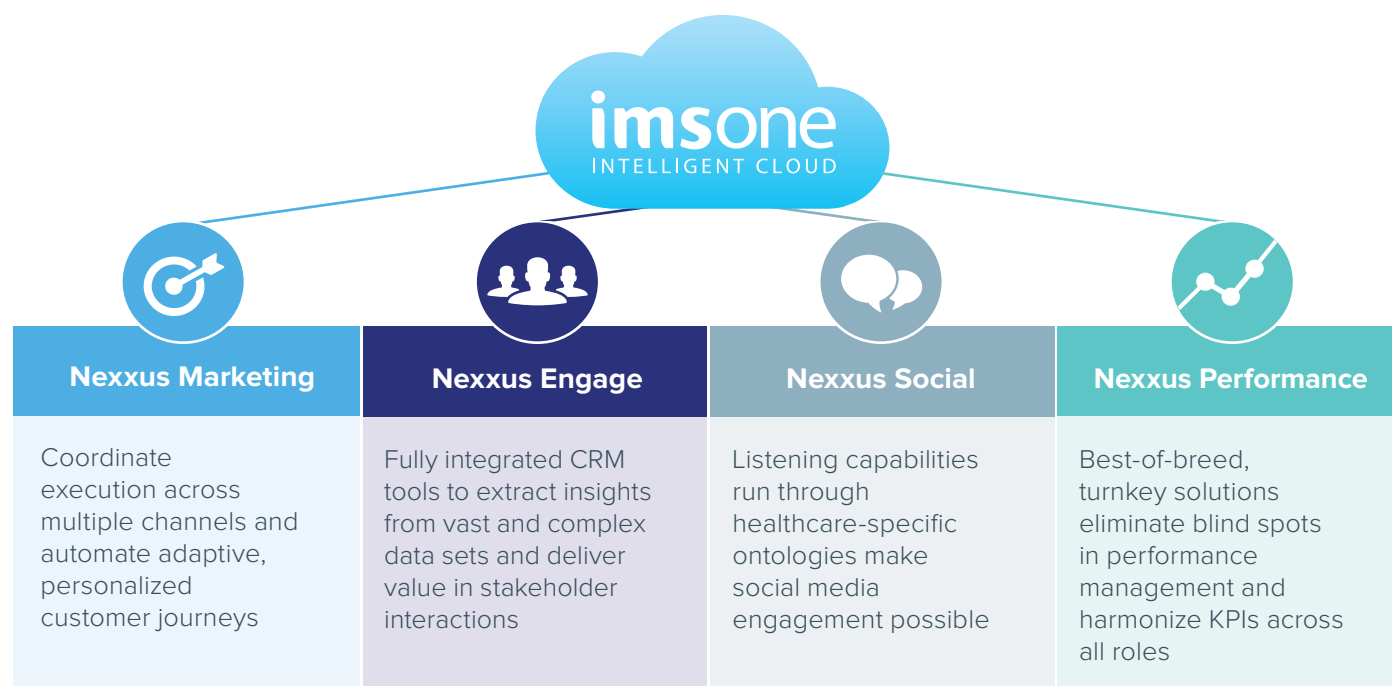 imsone
INTELLIGENT CLOUD
Nexxus Marketing
Coordinate
execution across
multiple channels and
automate adaptive,
personalized
customer journeys
Nexxus Engage
Fully integrated CRM
tools to extract insights
from vast and complex
data sets and deliver
value in stakeholder
interactions
Nexxus Social
Listening capabilities
run through
healthcare-specific
ontologies make
social media
engagement possible
Nexxus Performance
Best-of-breed,
turnkey solutions
eliminate blind spots
in performance
management and
harmonize KPIs across
all roles